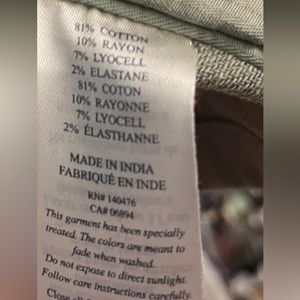 81% COTTON
10% RAYON
7% LYOCELL
2% ELASTANE
81% COTON
10% RAYONNE
7% LYOCELL
2% ÉLASTHANNE
MADE IN INDIA
FABRIQUÉ EN INDE
RN# 140476
CA# 06894
This garment has been specially
treated. The colors are meant to
fade when washed.
Do not expose to direct sunlight.
Follow care instructions carefully.
Close all